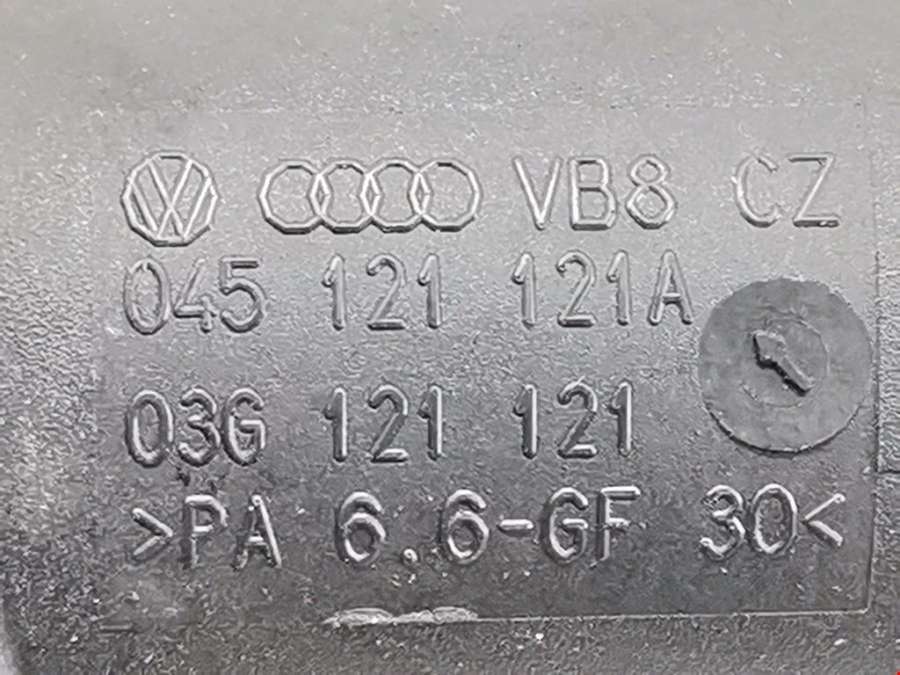 VB8 CZ
045 121 121A
03G 121 121
>PA 6.6-GF 30<